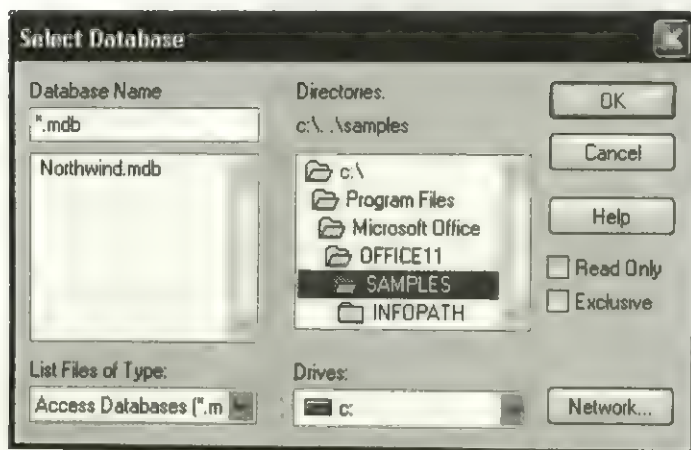 Select Database
Database Name
*.mdb
Northwind.mdb
List Files of Type:
Access Databases (*.m
Directories.
c:\. .\samples
c:\
Program Files
Microsoft Office
OFFICE11
SAMPLES
INFOPATH
Drives:
c:
OK
Cancel
Help
Read Only
Exclusive
Network...